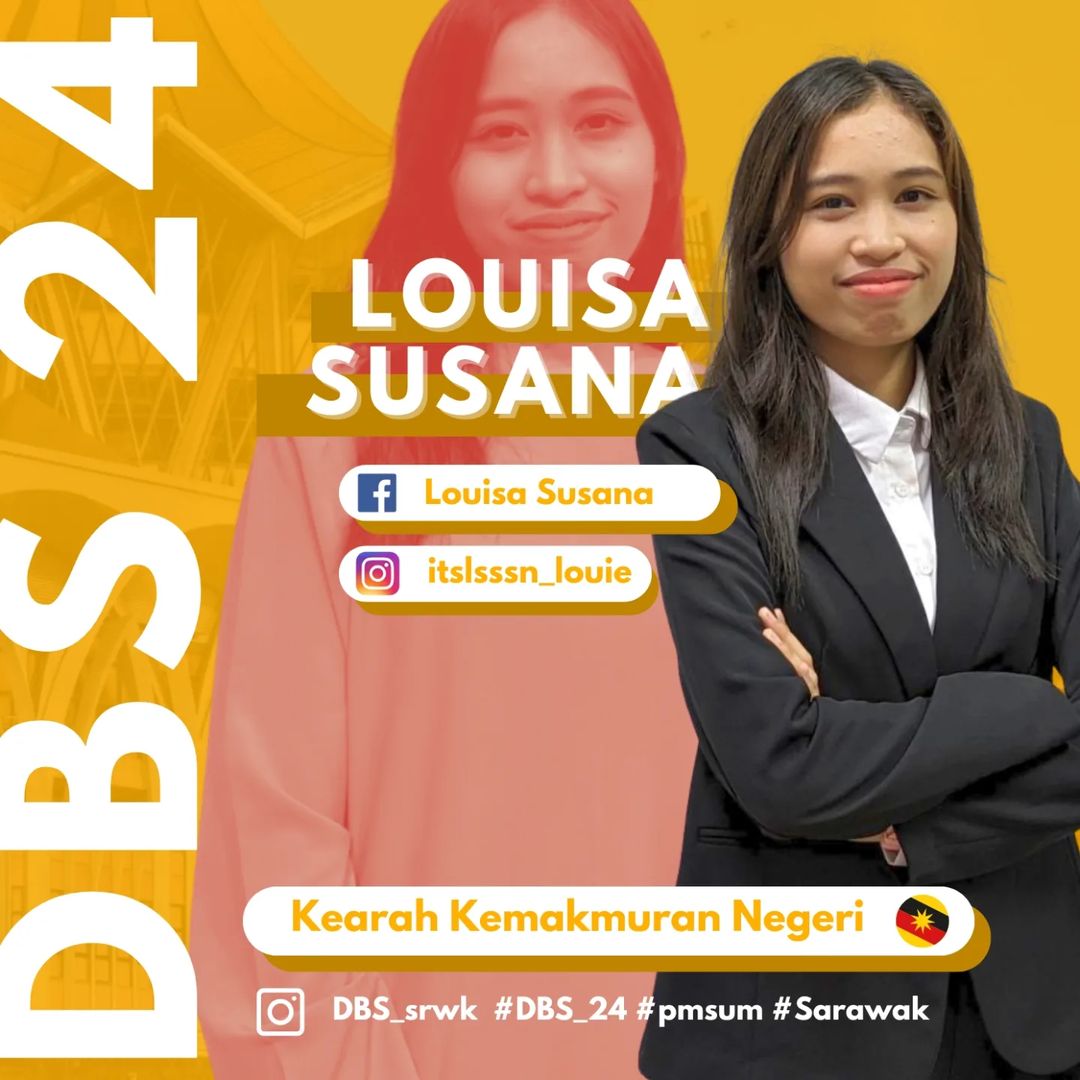 DBS 24
LOUISA
SUSANA
Louisa Susana
itslsssn_louie
Kearah Kemakmuran Negeri
DBS_srwk #DBS_24 #pmsum #Sarawak